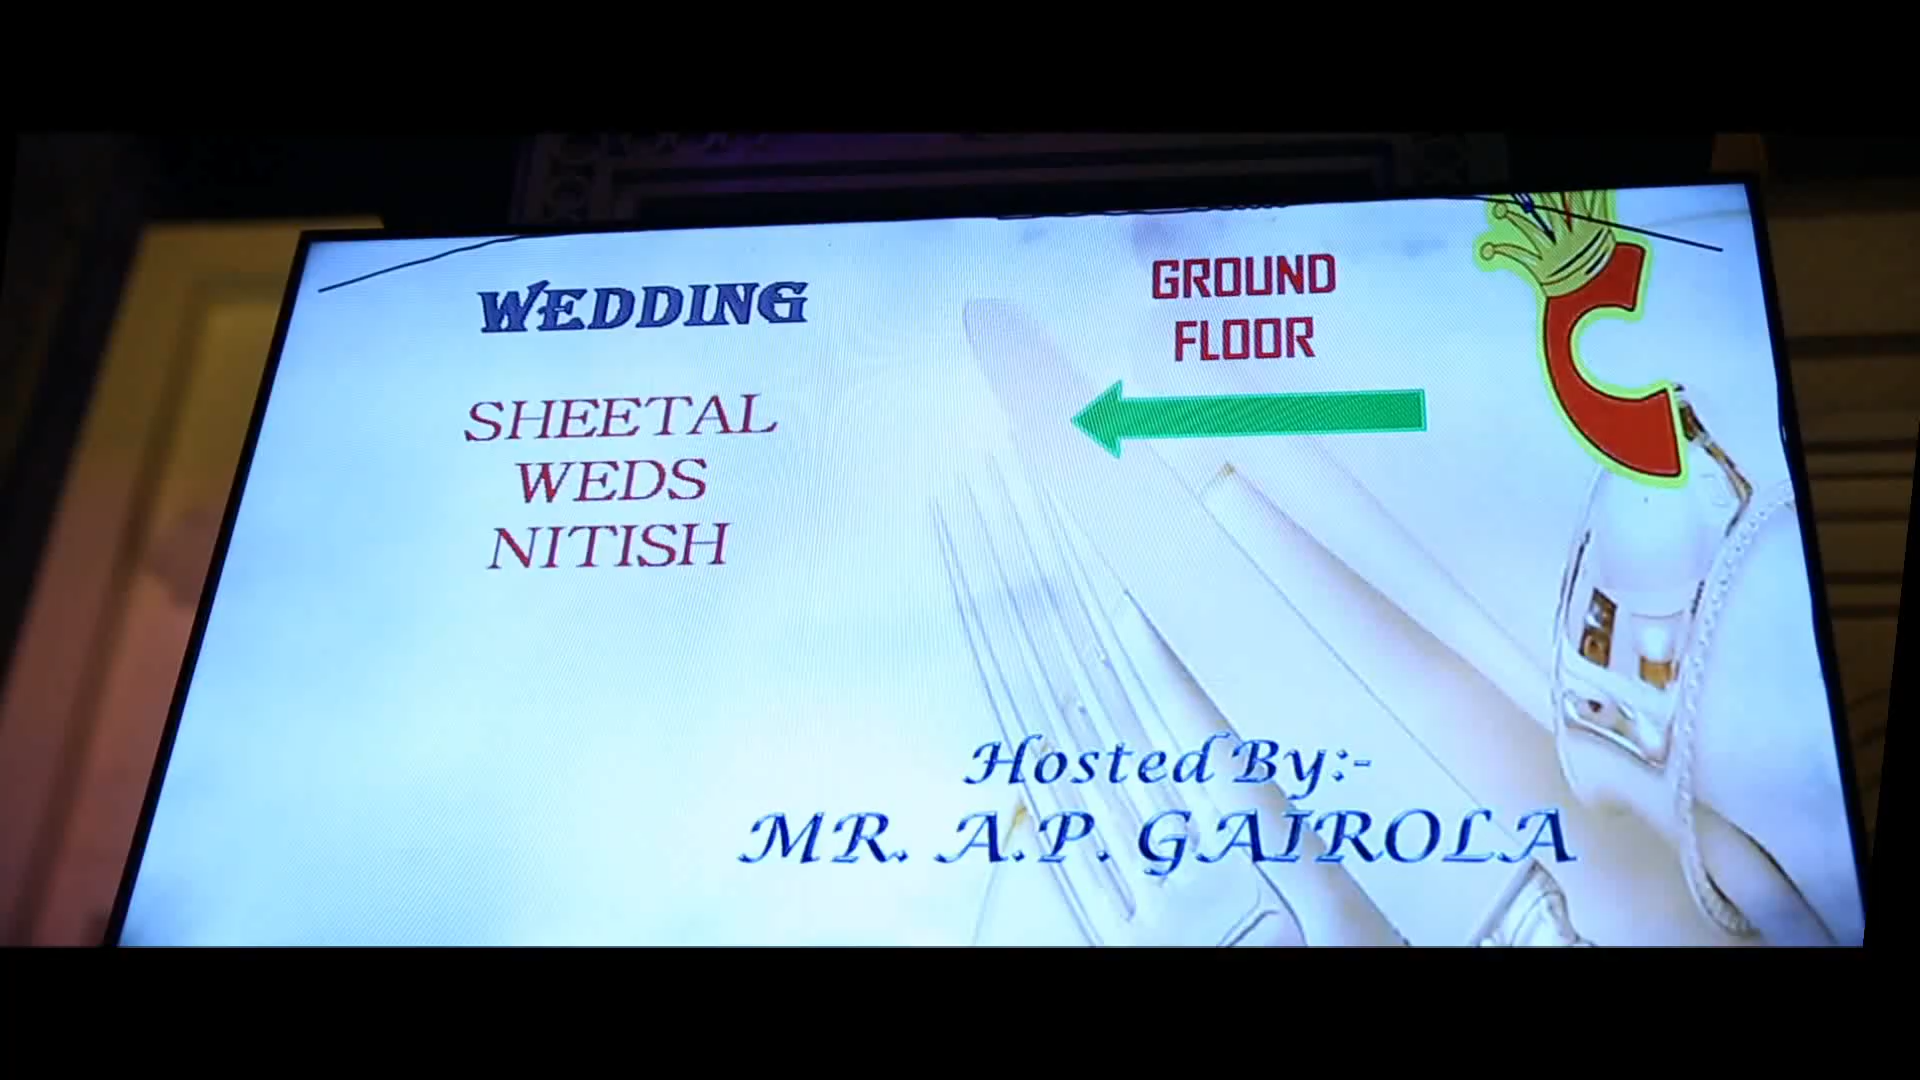 WEDDING
GROUND
FLOOR
SHEETAL
WEDS
NITISH
C
Hosted By:-
MR. A.P. GAIROLA